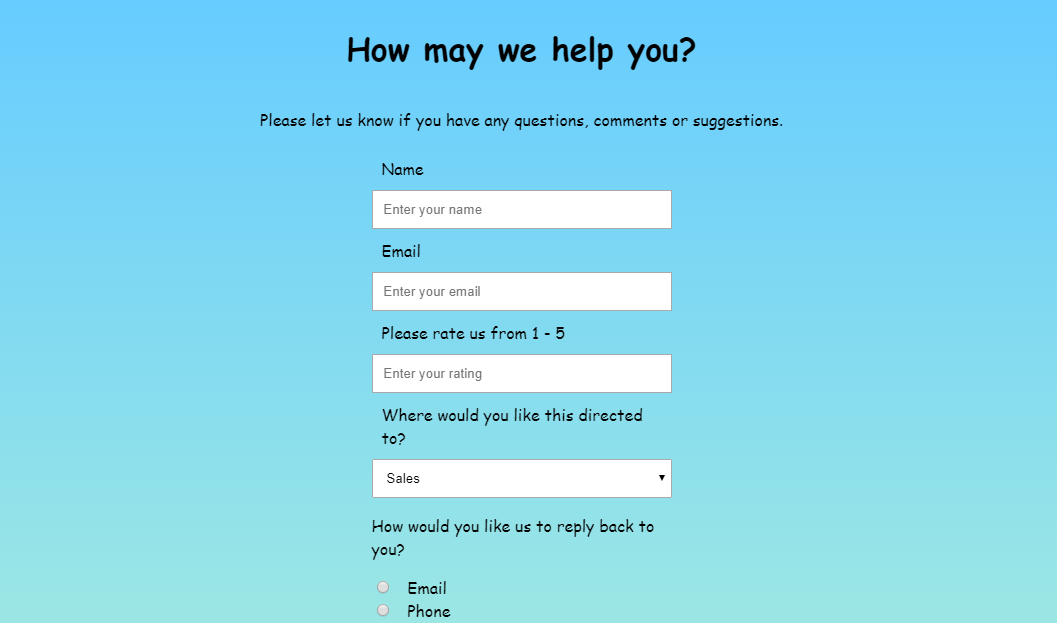 How may we help you?
Please let us know if you have any questions, comments or suggestions.
Name
Enter your name
Email
Enter your email
Please rate us from 1 - 5
Enter your rating
Where would you like this directed
to?
Sales
How would you like us to reply back to
you?
Email
Phone